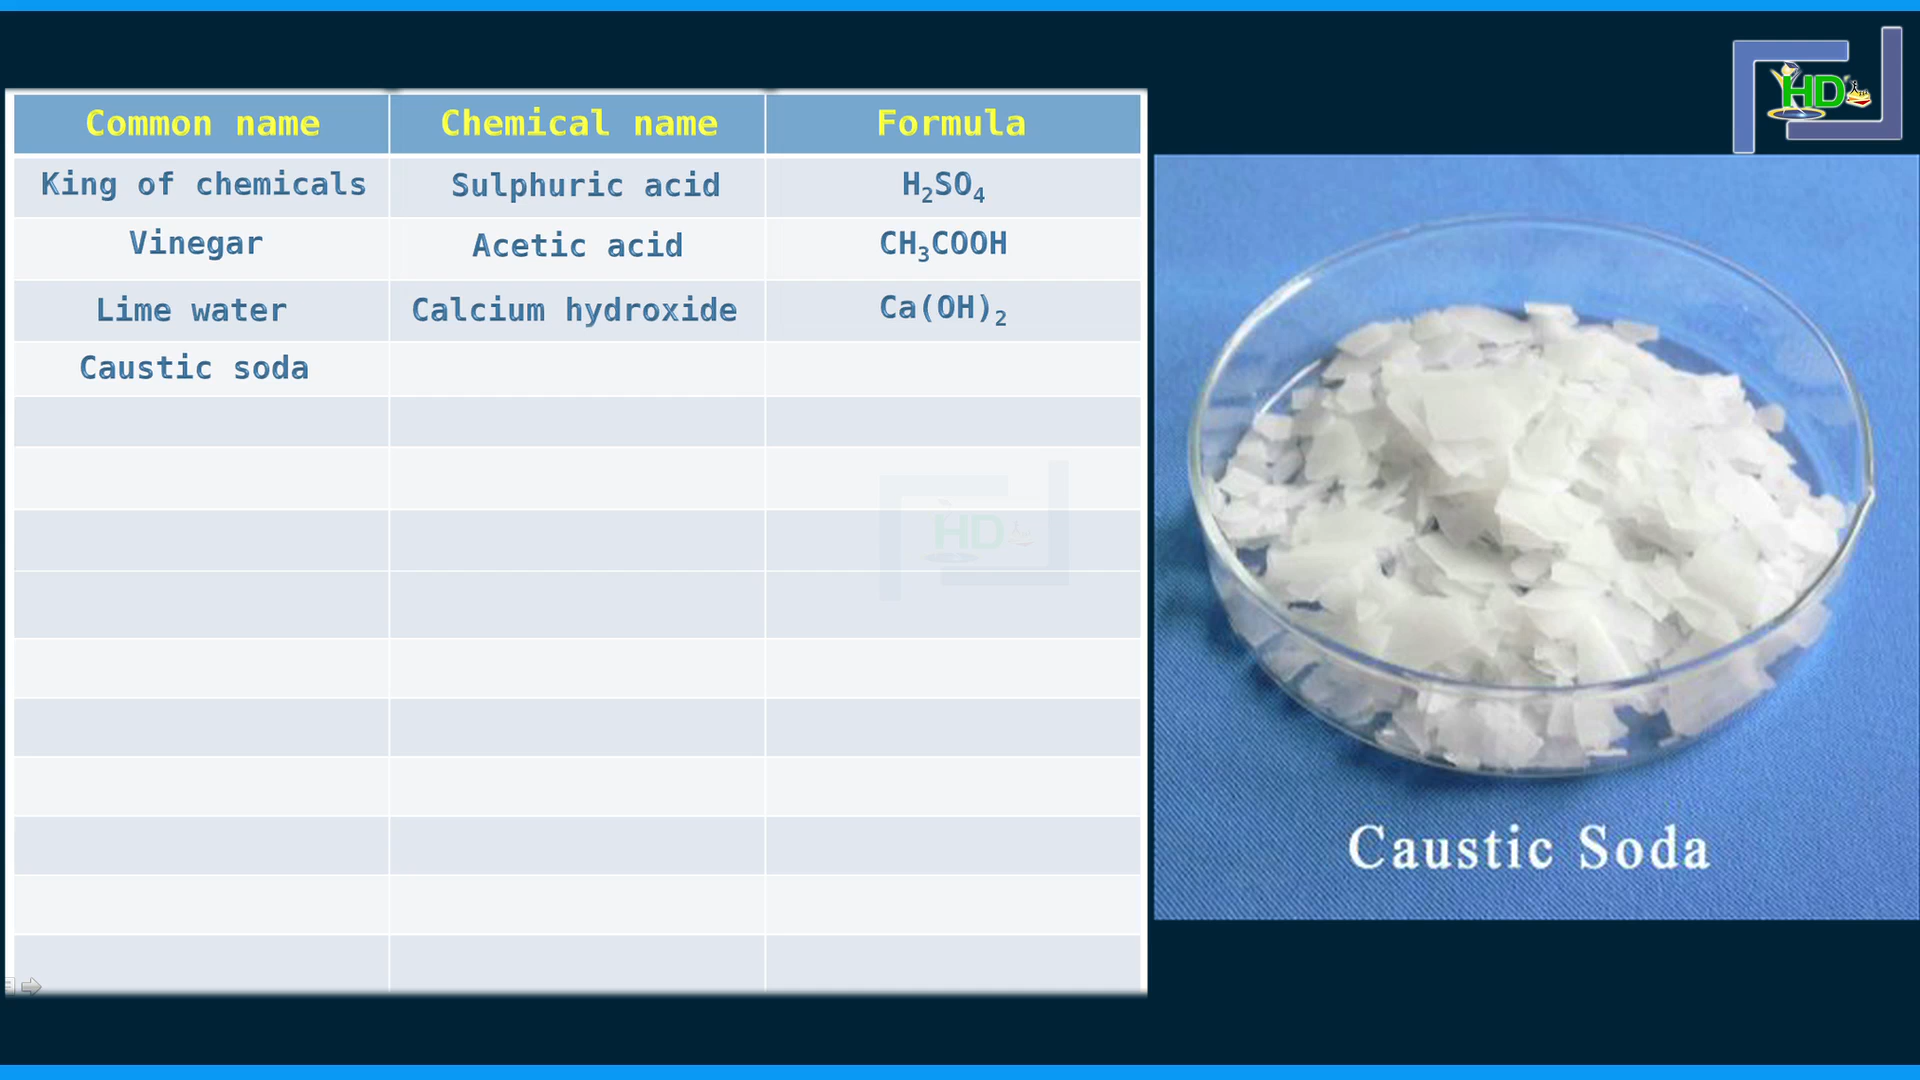 HD
Common name Chemical name Formula
King of chemicals Sulphuric acid H₂SO₄
Vinegar Acetic acid CH₃COOH
Lime water Calcium hydroxide Ca(OH)₂
Caustic soda
HD
Caustic Soda